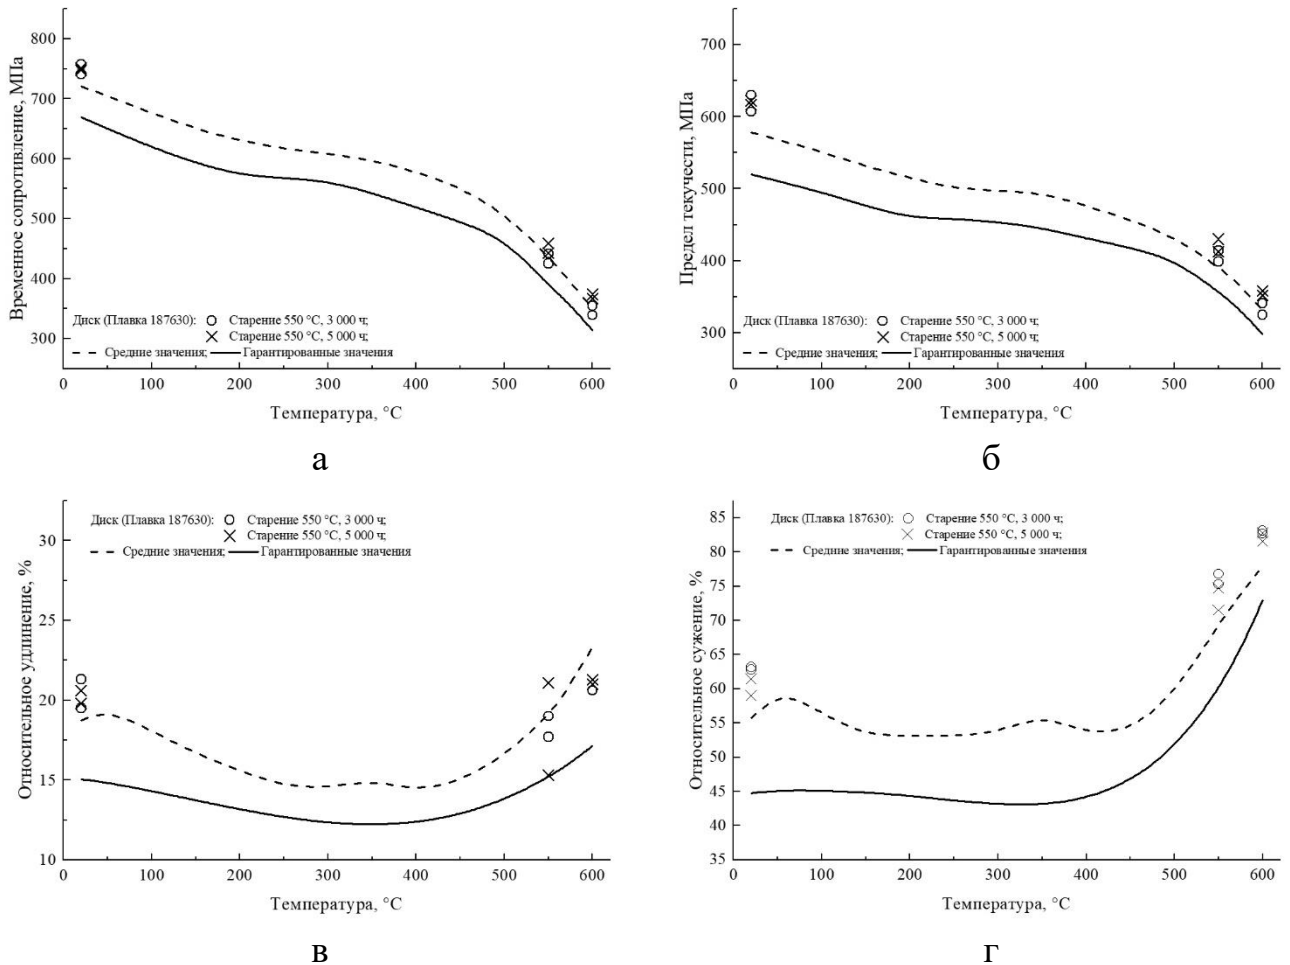 Временное сопротивление, МПа
800
700
600
500
400
300
Диск (Плавка 187630): Старение 550 °С, 3 000 ч;
Старение 550 °С, 5 000 ч;
Средние значения; Гарантированные значения
0 100 200 300 400 500 600
Температура, °С
а
Предел текучести, МПа
700
600
500
400
300
Диск (Плавка 187630): Старение 550 °С, 3 000 ч;
Старение 550 °С, 5 000 ч;
Средние значения; Гарантированные значения
0 100 200 300 400 500 600
Температура, °С
б
Относительное удлинение, %
Диск (Плавка 187630): Старение 550 °С, 3 000 ч;
Старение 550 °С, 5 000 ч;
Средние значения; Гарантированные значения
30
25
20
15
10
0 100 200 300 400 500 600
Температура, °С
в
Относительное сужение, %
Диск (Плавка 187630): Старение 550 °С, 3 000 ч;
Старение 550 °С, 5 000 ч;
Средние значения; Гарантированные значения
85
80
75
70
65
60
55
50
45
40
35
0 100 200 300 400 500 600
Температура, °С
г